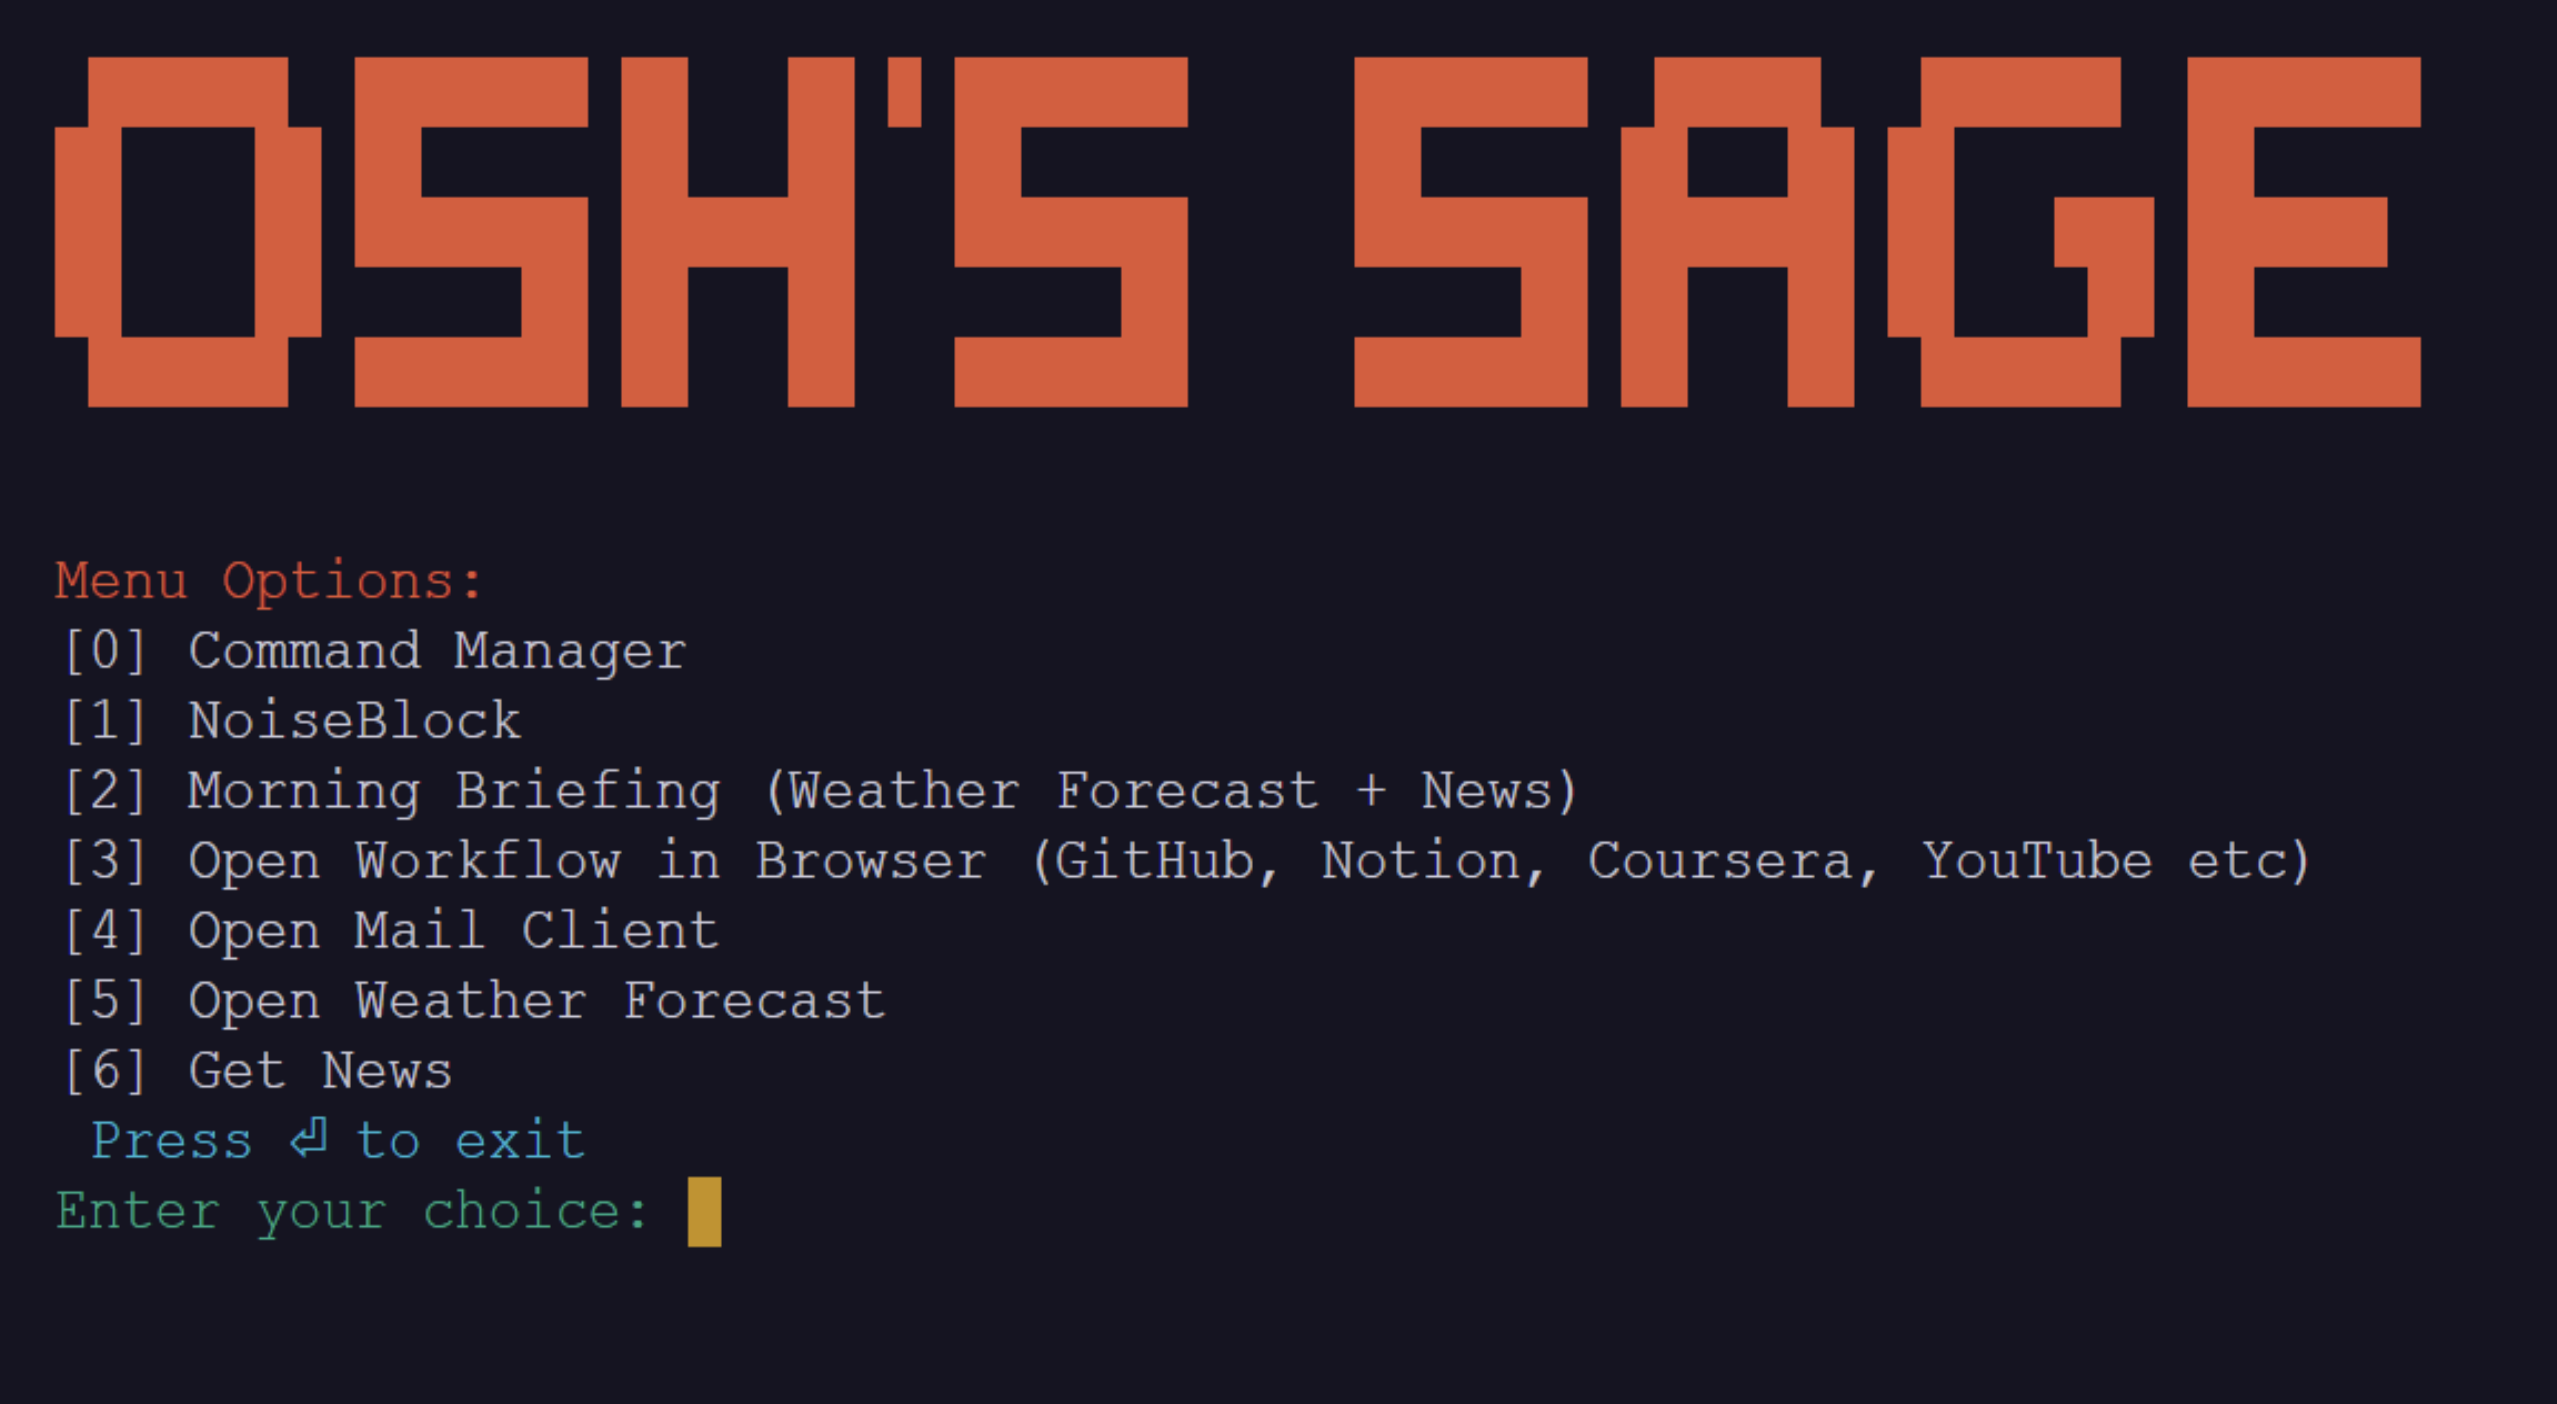 OSH'S SAGE
Menu Options:
[0] Command Manager
[1] NoiseBlock
[2] Morning Briefing (Weather Forecast + News)
[3] Open Workflow in Browser (GitHub, Notion, Coursera, YouTube etc)
[4] Open Mail Client
[5] Open Weather Forecast
[6] Get News
Press ⏎ to exit
Enter your choice: